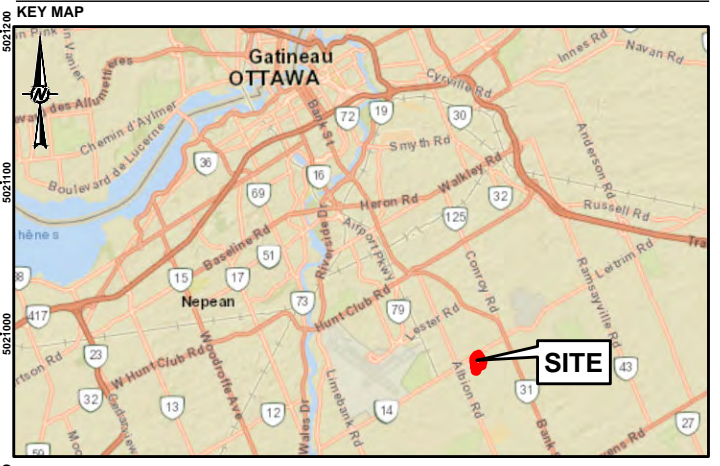 KEY MAP
5021200
5021100
5021000
N
Gatineau
OTTAWA
Vanier
Chemin d'Aylmer
Boulevard de Lucerne
Bank St
72
19
Cyrville Rd
Innes Rd
Navan Rd
30
Smyth Rd
Anderson Rd
36
16
69
Walkley Rd
Heron Rd
32
125
Russell Rd
Baseline Rd
51
Airport Pkwy
Leitrim Rd
Conroy Rd
Ramsayville Rd
15
17
Nepean
73
Hunt Club Rd
79
Lester Rd
417
23
W Hunt Club Rd
Woodroffe Ave
SITE
43
Albion Rd
31
32
13
12
Limebank Rd
14
27